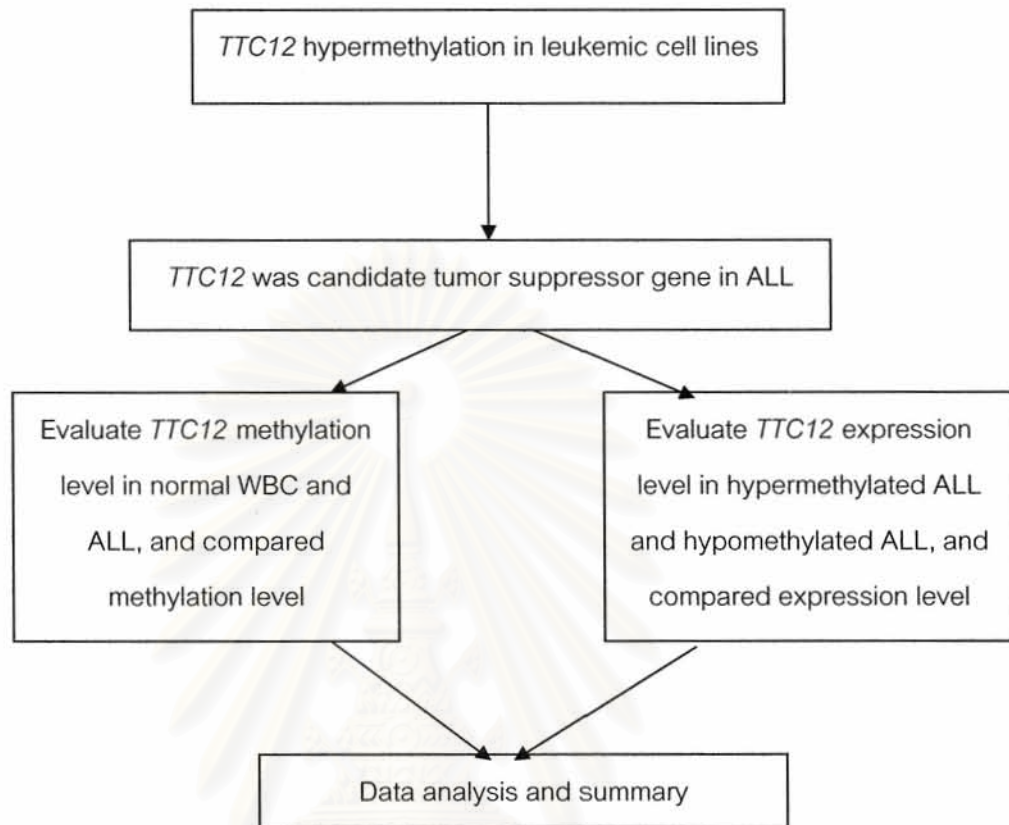 TTC12 hypermethylation in leukemic cell lines
TTC12 was candidate tumor suppressor gene in ALL
Evaluate TTC12 methylation
level in normal WBC and
ALL, and compared
methylation level
Evaluate TTC12 expression
level in hypermethylated ALL
and hypomethylated ALL, and
compared expression level
Data analysis and summary